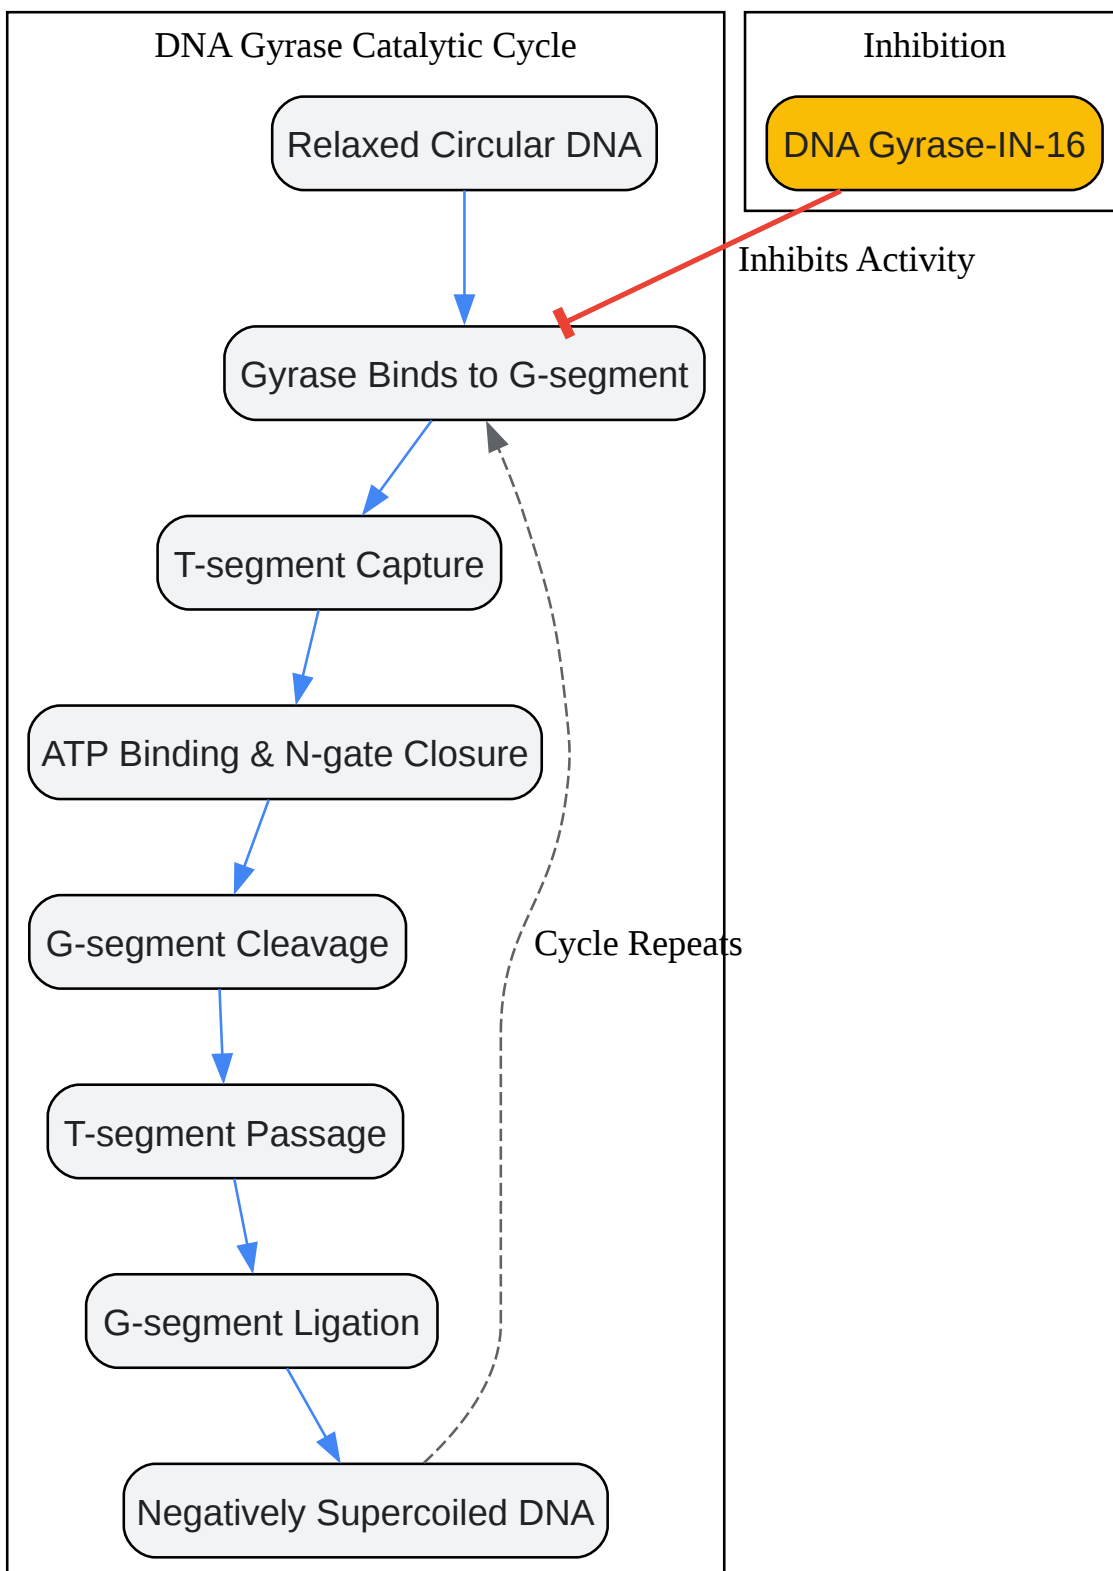 DNA Gyrase Catalytic Cycle
Inhibition
Relaxed Circular DNA
DNA Gyrase-IN-16
Inhibits Activity
Gyrase Binds to G-segment
T-segment Capture
ATP Binding & N-gate Closure
G-segment Cleavage
Cycle Repeats
T-segment Passage
G-segment Ligation
Negatively Supercoiled DNA